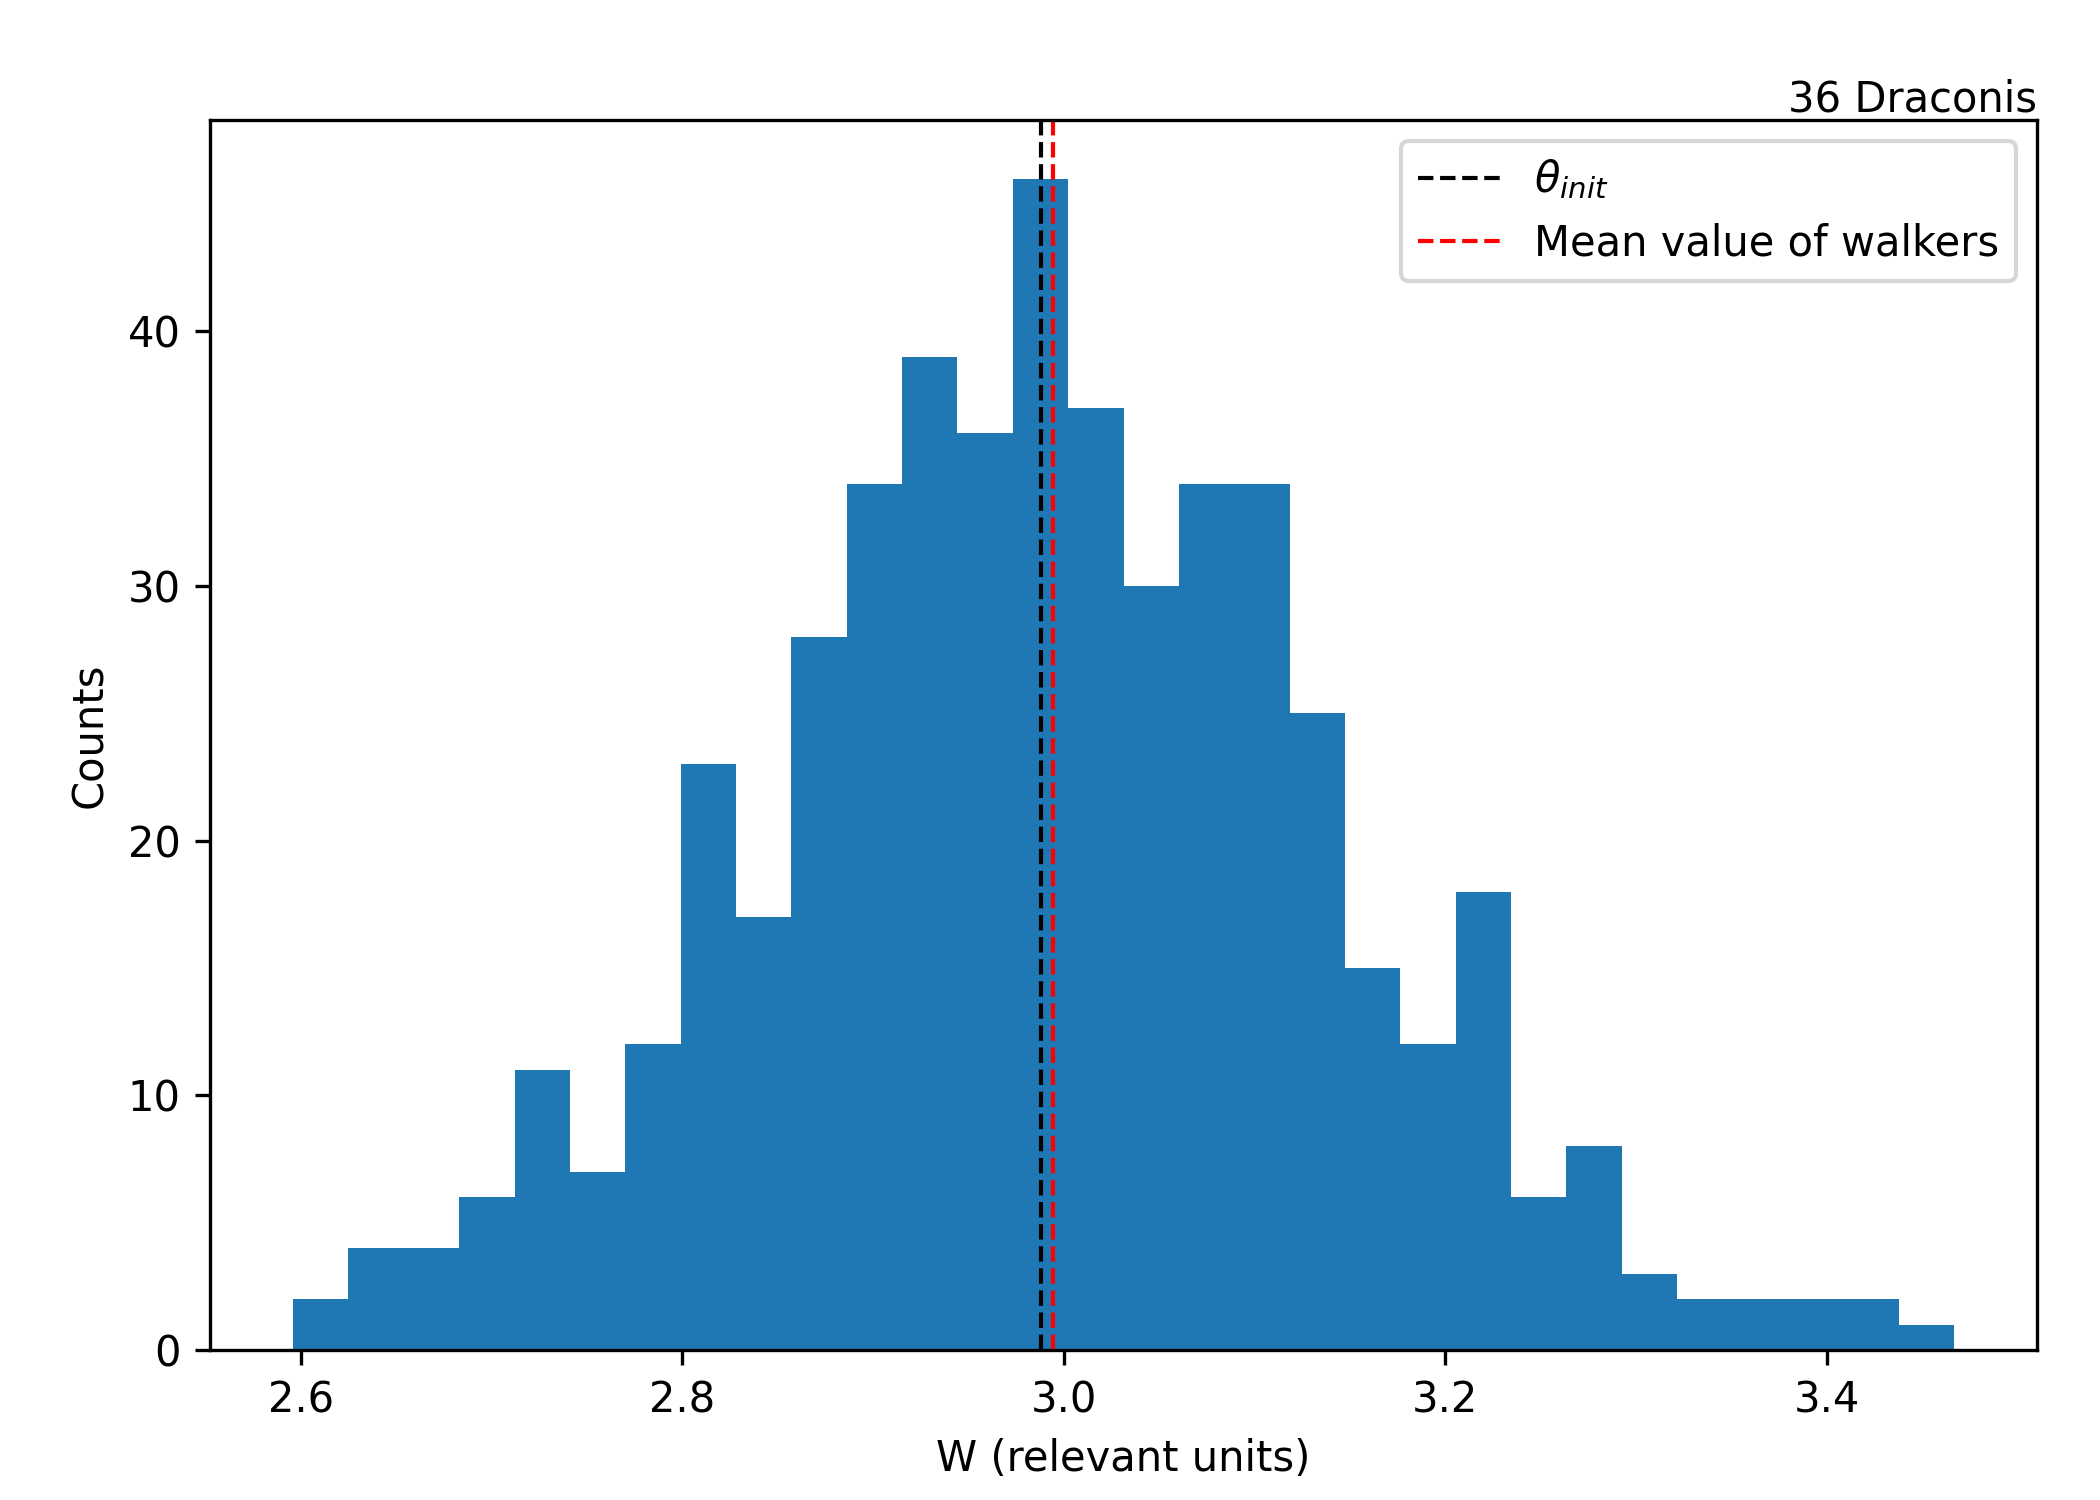 36 Draconis
θinit
Mean value of walkers
40
30
20
10
0
Counts
2.6 2.8 3.0 3.2 3.4
W (relevant units)